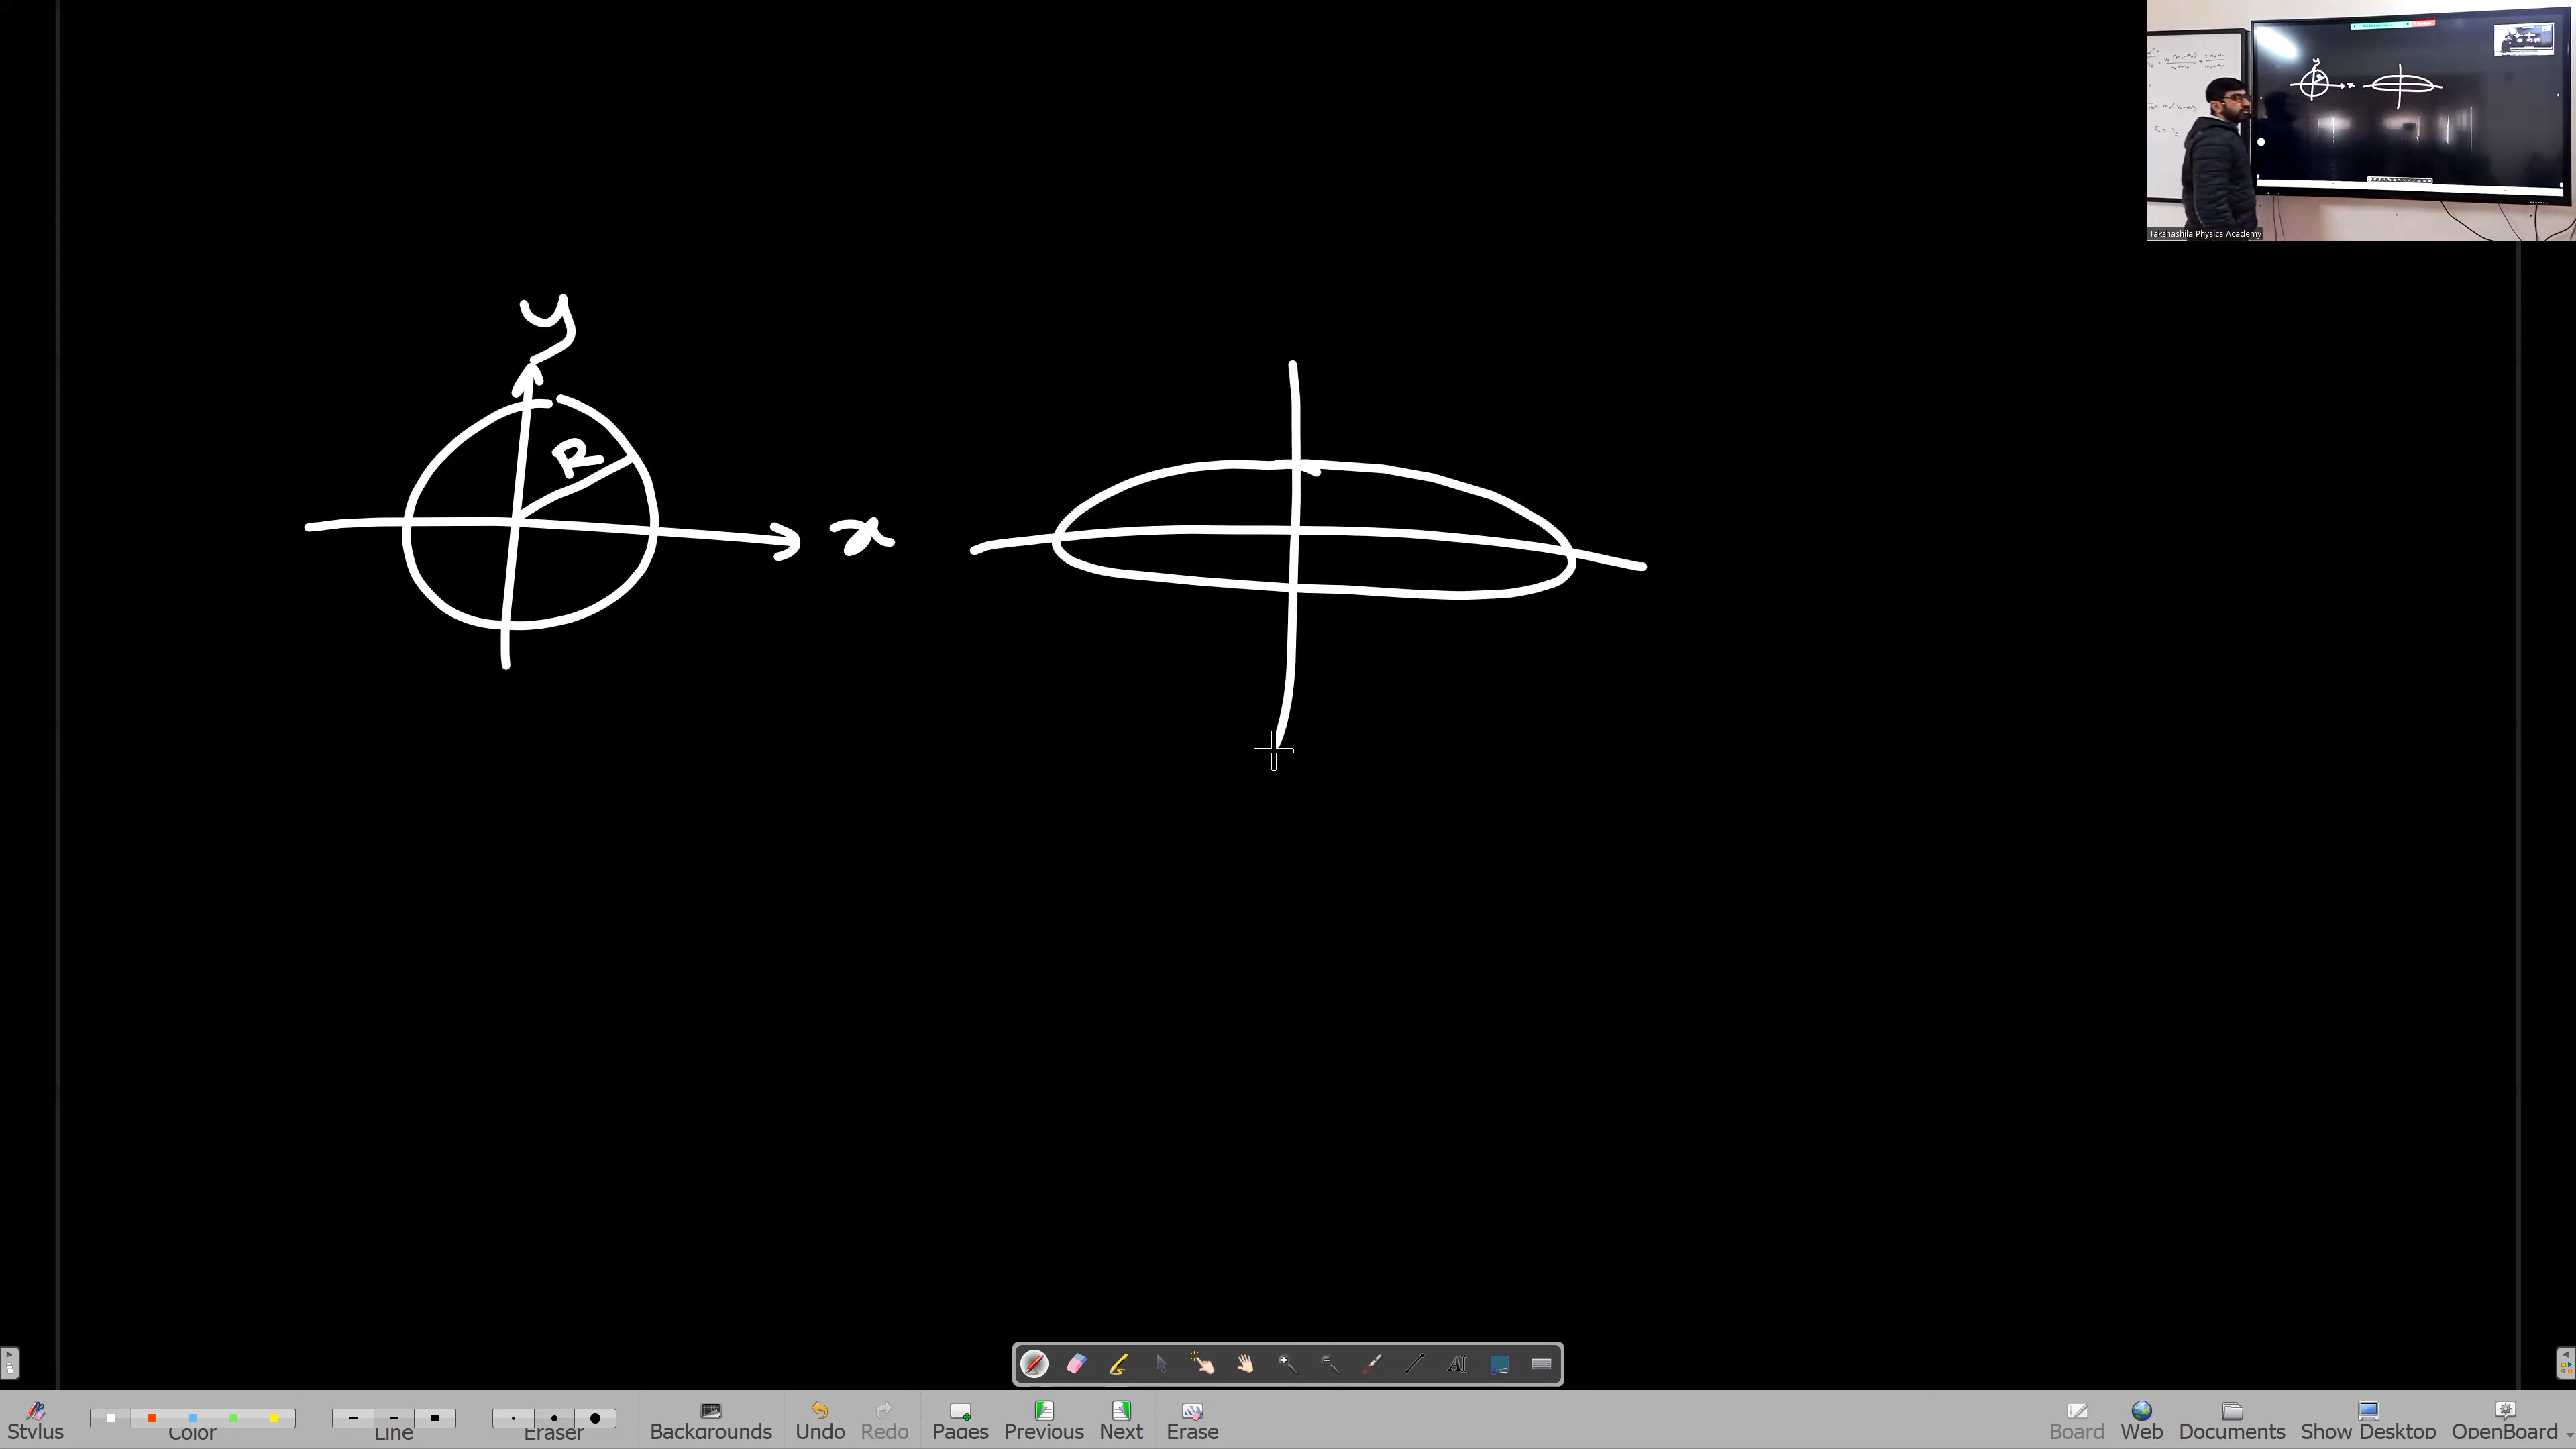 Takshashila Physics Academy
y
R
x
Stylus Color Line Eraser Backgrounds Undo Redo Pages Previous Next Erase Board Web Documents Show Desktop OpenBoard